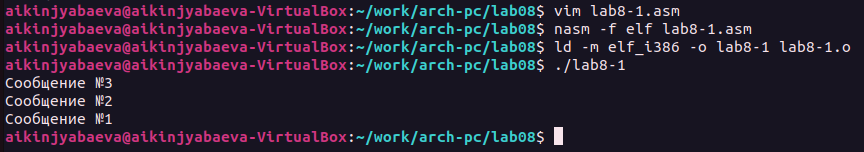 aikinjyabaeva@aikinjyabaeva-VirtualBox:~/work/arch-pc/lab08$ vim lab8-1.asm
aikinjyabaeva@aikinjyabaeva-VirtualBox:~/work/arch-pc/lab08$ nasm -f elf lab8-1.asm
aikinjyabaeva@aikinjyabaeva-VirtualBox:~/work/arch-pc/lab08$ ld -m elf_i386 -o lab8-1 lab8-1.o
aikinjyabaeva@aikinjyabaeva-VirtualBox:~/work/arch-pc/lab08$ ./lab8-1
Сообщение №3
Сообщение №2
Сообщение №1
aikinjyabaeva@aikinjyabaeva-VirtualBox:~/work/arch-pc/lab08$